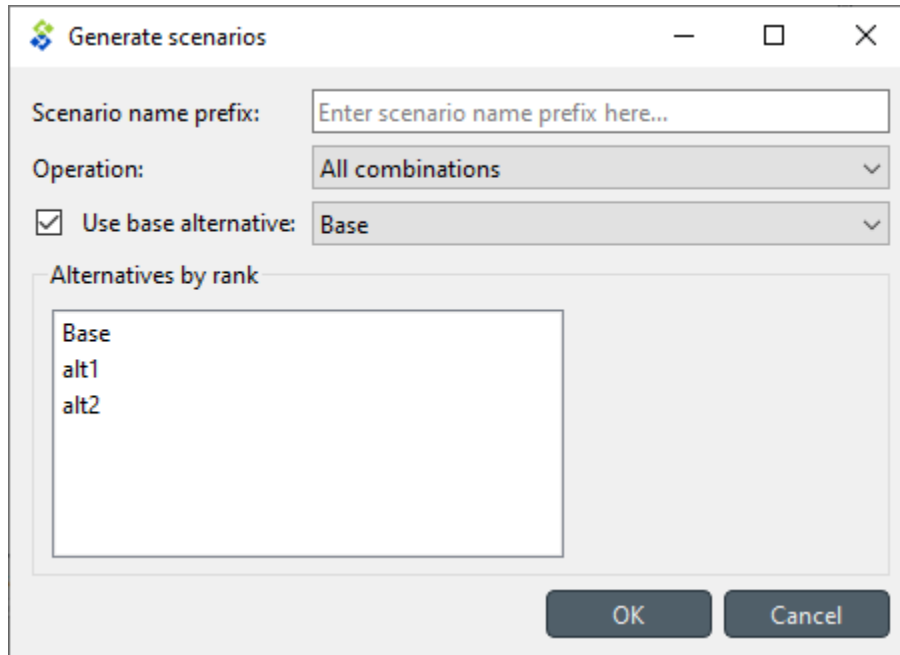 Generate scenarios
Scenario name prefix: Enter scenario name prefix here...
Operation: All combinations
Use base alternative: Base
Alternatives by rank
Base
alt1
alt2
OK Cancel